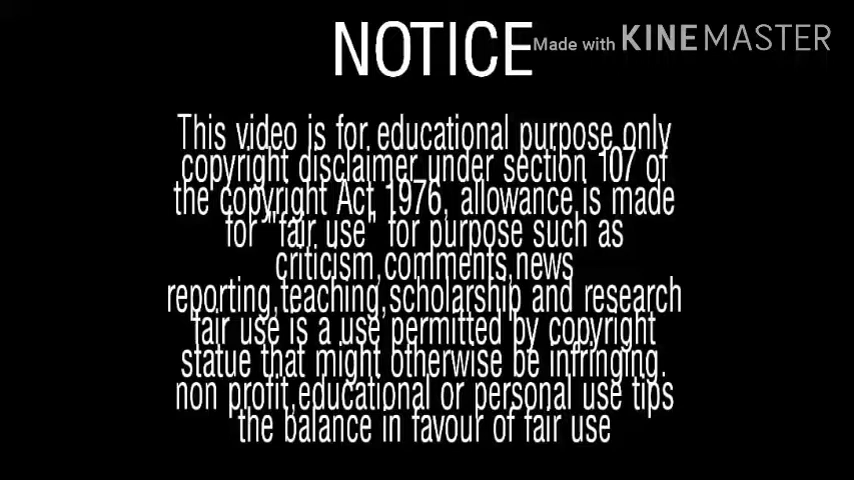 NOTICE
Made with KINEMASTER
This video is for educational purpose only
copyright disclaimer under section 107 of
the copyright Act 1976, allowance is made
for "fair use" for purpose such as
criticism,comments,news
reporting,teaching,scholarship and research
fair use is a use permitted by copyright
statue that might otherwise be infringing.
non profit,educational or personal use tips
the balance in favour of fair use